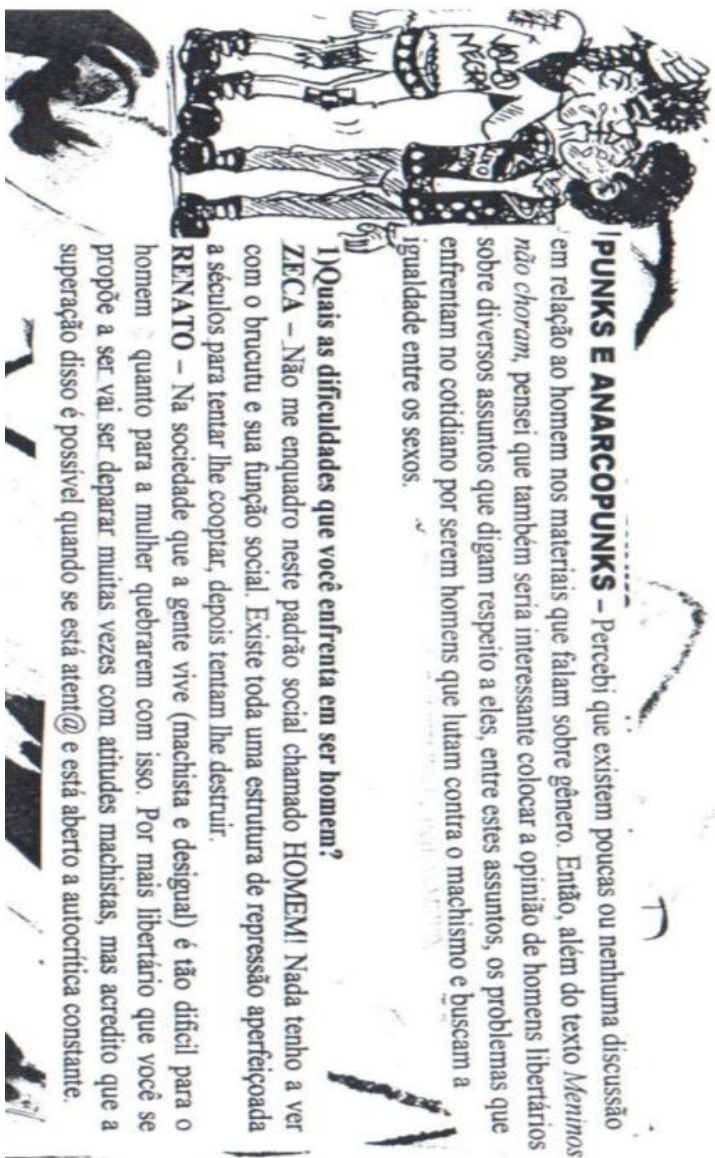 PUNKS E ANARCOPUNKS – Percebi que existem poucas ou nenhuma discussão
em relação ao homem nos materiais que falam sobre gênero. Então, além do texto Meninos
não choram, pensei que também seria interessante colocar a opinião de homens libertários
sobre diversos assuntos que digam respeito a eles, entre estes assuntos, os problemas que
enfrentam no cotidiano por serem homens que lutam contra o machismo e buscam a
igualdade entre os sexos.
1)Quais as dificuldades que você enfrenta em ser homem?
ZECA – Não me enquadro neste padrão social chamado HOMEM! Nada tenho a ver
com o brucutu e sua função social. Existe toda uma estrutura de repressão aperfeiçoada
a séculos para tentar lhe cooptar, depois tentam lhe destruir.
RENATO – Na sociedade que a gente vive (machista e desigual) é tão dificil para o
homem quanto para a mulher quebrarem com isso. Por mais libertário que você se
propõe a ser vai ser deparar muitas vezes com atitudes machistas, mas acredito que a
superação disso é possível quando se está atent@ e está aberto a autocrítica constante.
NEGRA